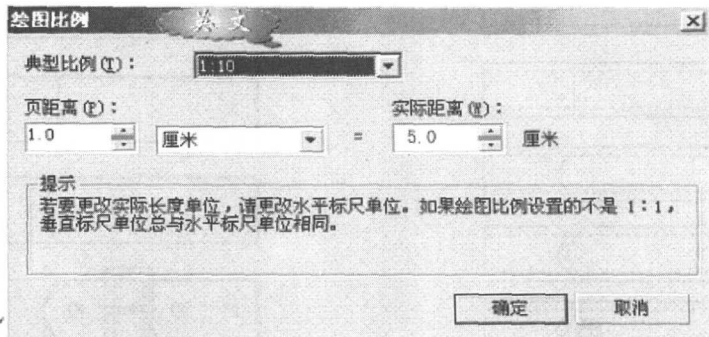 绘图比例 英文
典型比例(T)： 1:10
页距离(P)： 实际距离(W)：
1.0 厘米 = 5.0 厘米
提示
若要更改实际长度单位，请更改水平标尺单位。如果绘图比例设置的不是 1：1，
垂直标尺单位总与水平标尺单位相同。
确定 取消